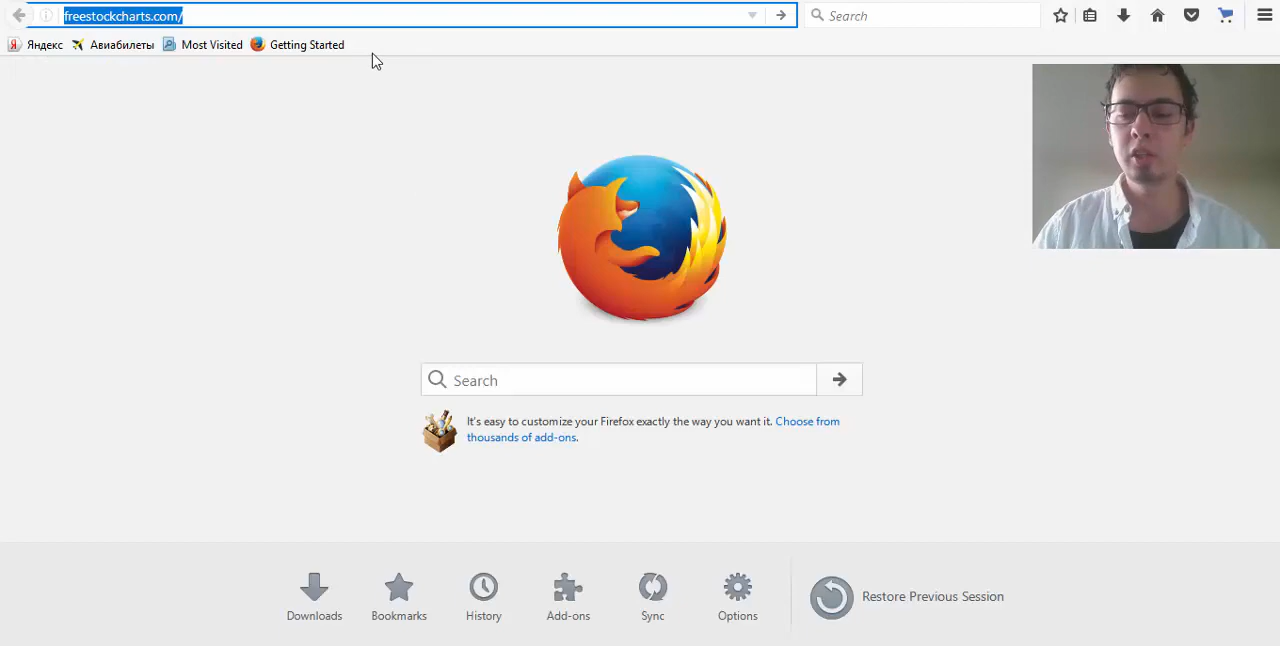 freestockcharts.com/
Search
Яндекс Авиабилеты Most Visited Getting Started
Search
It's easy to customize your Firefox exactly the way you want it. Choose from
thousands of add-ons.
Downloads Bookmarks History Add-ons Sync Options Restore Previous Session